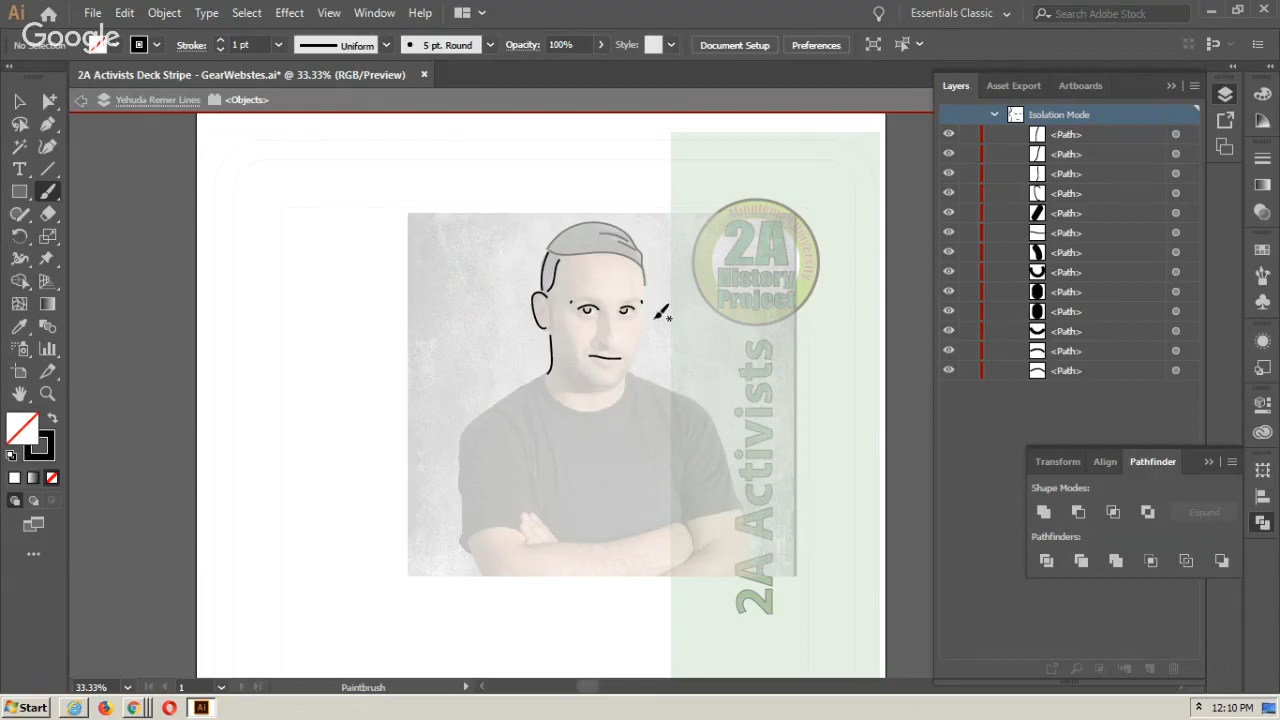 Ai File Edit Object Type Select Effect View Window Help Essentials Classic Search Adobe Stock
Google
No Selection Stroke: 1 pt Uniform 5 pt. Round Opacity: 100% Style: Document Setup Preferences
2A Activists Deck Stripe - GearWebstes.ai* @ 33.33% (RGB/Preview)
Yehuda Remer Lines <Objects>
Layers Asset Export Artboards
Isolation Mode
<Path>
<Path>
<Path>
<Path>
<Path>
<Path>
<Path>
<Path>
<Path>
<Path>
<Path>
<Path>
<Path>
2A
History
Project
2A Activists
Transform Align Pathfinder
Shape Modes:
Expand
Pathfinders:
33.33% 1 Paintbrush
Start Ai 12:10 PM